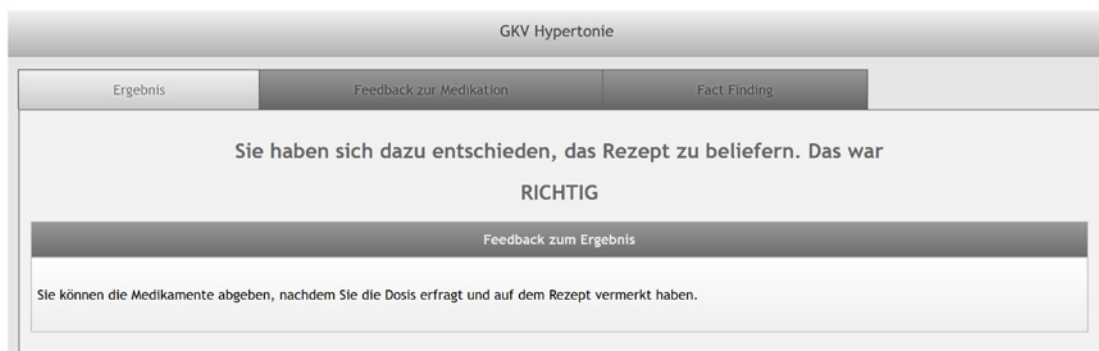 GKV Hypertonie
Ergebnis
Feedback zur Medikation
Fact Finding
Sie haben sich dazu entschieden, das Rezept zu beliefern. Das war
RICHTIG
Feedback zum Ergebnis
Sie können die Medikamente abgeben, nachdem Sie die Dosis erfragt und auf dem Rezept vermerkt haben.